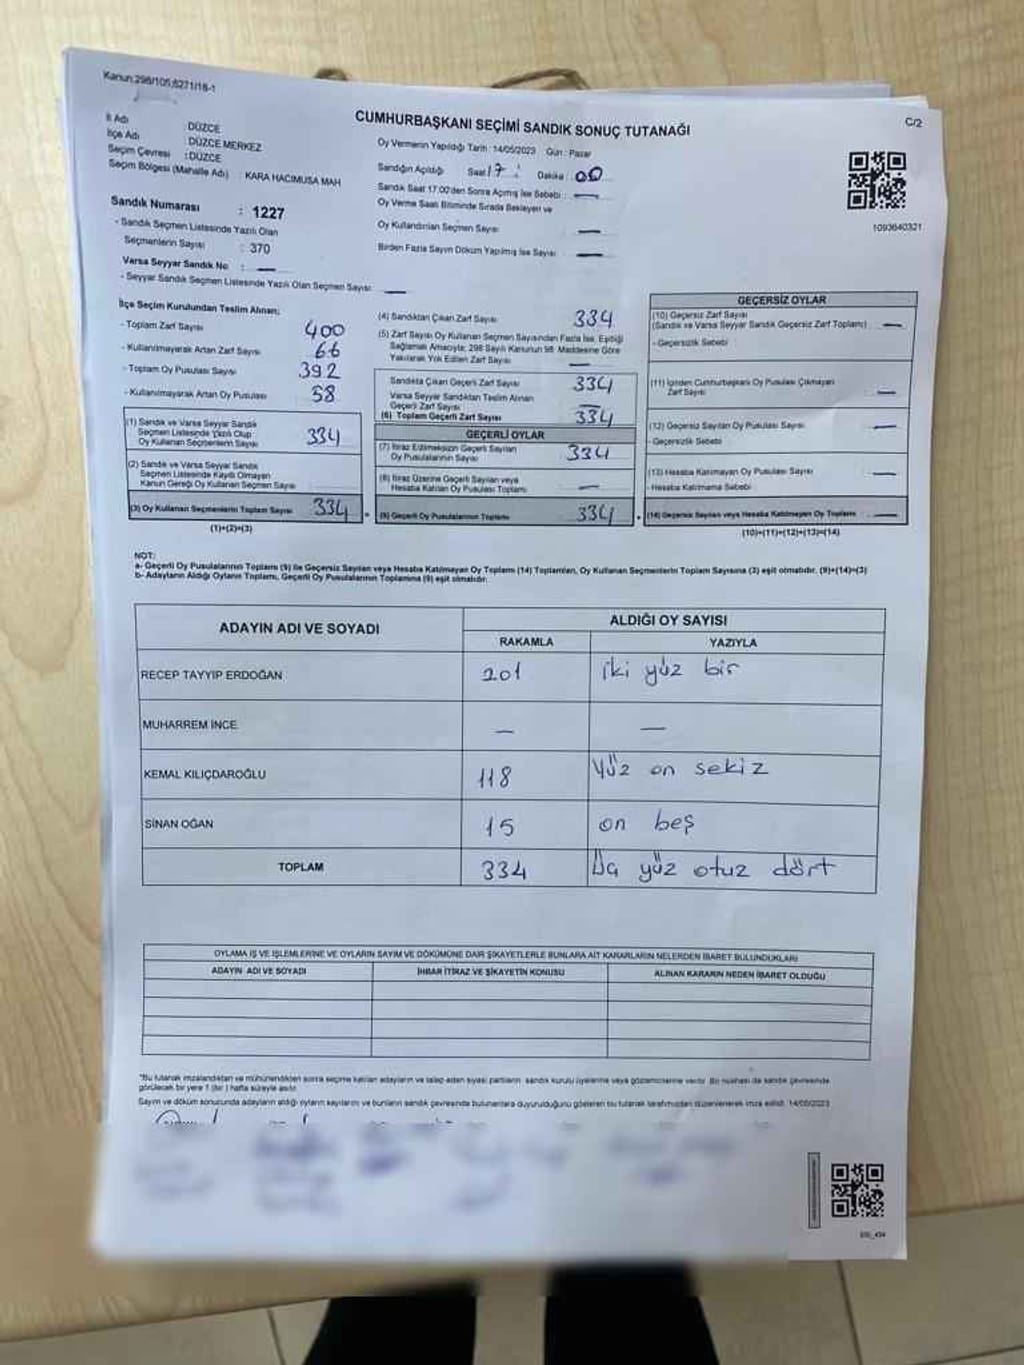 Kanun:298/105;6271/18-1
C/2
CUMHURBAŞKANI SEÇİMİ SANDIK SONUÇ TUTANAĞI
İl Adı : DÜZCE
İlçe Adı : DÜZCE MERKEZ
Seçim Çevresi : DÜZCE
Seçim Bölgesi (Mahalle Adı) : KARA HACIMUSA MAH
Oy Vermenin Yapıldığı Tarih : 14/05/2023 Gün : Pazar
Sandığın Açıldığı Saat 17 : Dakika : 00
Sandık Saat 17:00'den Sonra Açılmış İse Sebebi : —
Oy Verme Saati Bitiminde Sırada Bekleyen ve
Oy Kullandırılan Seçmen Sayısı —
Birden Fazla Sayım Döküm Yapılmış İse Sayısı —
1093640321
Sandık Numarası : 1227
- Sandık Seçmen Listesinde Yazılı Olan
Seçmenlerin Sayısı : 370
Varsa Seyyar Sandık No : —
- Seyyar Sandık Seçmen Listesinde Yazılı Olan Seçmen Sayısı: —
İlçe Seçim Kurulundan Teslim Alınan;
- Toplam Zarf Sayısı 400
- Kullanılmayarak Artan Zarf Sayısı 66
- Toplam Oy Pusulası Sayısı 392
- Kullanılmayarak Artan Oy Pusulası 58
(1) Sandık ve Varsa Seyyar Sandık
Seçmen Listesinde Yazılı Olup
Oy Kullanan Seçmenlerin Sayısı 334
(2) Sandık ve Varsa Seyyar Sandık
Seçmen Listesinde Kayıtlı Olmayan
Kanun Gereği Oy Kullanan Seçmen Sayısı
(3) Oy Kullanan Seçmenlerin Toplam Sayısı 334
(1)+(2)=(3)
(4) Sandıktan Çıkan Zarf Sayısı 334
(5) Zarf Sayısı Oy Kullanan Seçmen Sayısından Fazla İse, Eşitliği
Sağlamak Amacıyla; 298 Sayılı Kanunun 98. Maddesine Göre
Yakılarak Yok Edilen Zarf Sayısı —
Sandıkta Çıkan Geçerli Zarf Sayısı 334
Varsa Seyyar Sandıktan Teslim Alınan
Geçerli Zarf Sayısı —
(6) Toplam Geçerli Zarf Sayısı 334
GEÇERLİ OYLAR
(7) İtiraz Edilmeksizin Geçerli Sayılan
Oy Pusulalarının Sayısı 334
(8) İtiraz Üzerine Geçerli Sayılan veya
Hesaba Katılan Oy Pusulası Toplamı —
(9) Geçerli Oy Pusulalarının Toplamı 334
GEÇERSİZ OYLAR
(10) Geçersiz Zarf Sayısı
(Sandık ve Varsa Seyyar Sandık Geçersiz Zarf Toplamı) —
- Geçersizlik Sebebi
(11) İçinden Cumhurbaşkanı Oy Pusulası Çıkmayan
Zarf Sayısı —
(12) Geçersiz Sayılan Oy Pusulası Sayısı —
- Geçersizlik Sebebi
(13) Hesaba Katılmayan Oy Pusulası Sayısı —
- Hesaba Katılmama Sebebi
(14) Geçersiz Sayılan veya Hesaba Katılmayan Oy Toplamı —
(10)+(11)+(12)+(13)=(14)
NOT:
a- Geçerli Oy Pusulalarının Toplamı (9) ile Geçersiz Sayılan veya Hesaba Katılmayan Oy Toplamı (14) Toplamları, Oy Kullanan Seçmenlerin Toplam Sayısına (3) eşit olmalıdır. (9)+(14)=(3)
b- Adayların Aldığı Oyların Toplamı, Geçerli Oy Pusulalarının Toplamına (9) eşit olmalıdır.
ADAYIN ADI VE SOYADI ALDIĞI OY SAYISI
RAKAMLA YAZIYLA
RECEP TAYYIP ERDOĞAN 201 iki yüz bir
MUHARREM İNCE — —
KEMAL KILIÇDAROĞLU 118 Yüz on sekiz
SİNAN OĞAN 15 on beş
TOPLAM 334 Üç yüz otuz dört
OYLAMA İŞ VE İŞLEMLERİNE VE OYLARIN SAYIM VE DÖKÜMÜNE DAİR ŞİKAYETLERLE BUNLARA AİT KARARLARIN NELERDEN İBARET BULUNDUKLARI
ADAYIN ADI VE SOYADI İHBAR İTİRAZ VE ŞİKAYETİN KONUSU ALINAN KARARIN NEDEN İBARET OLDUĞU
*Bu tutanak imzalandıktan ve mühürlendikten sonra seçime katılan adayların ve talep eden siyasi partilerin sandık kurulu üyelerine veya gözlemcilerine verilir. Bir nüshası da sandık çevresinde
görülecek bir yere 1 (bir ) hafta süreyle asılır.
Sayım ve döküm sonucunda adayların aldığı oyların sayılarını ve bunların sandık çevresinde bulunanlara duyurulduğunu gösteren bu tutanak tarafımızdan düzenlenerek imza edildi. 14/05/2023